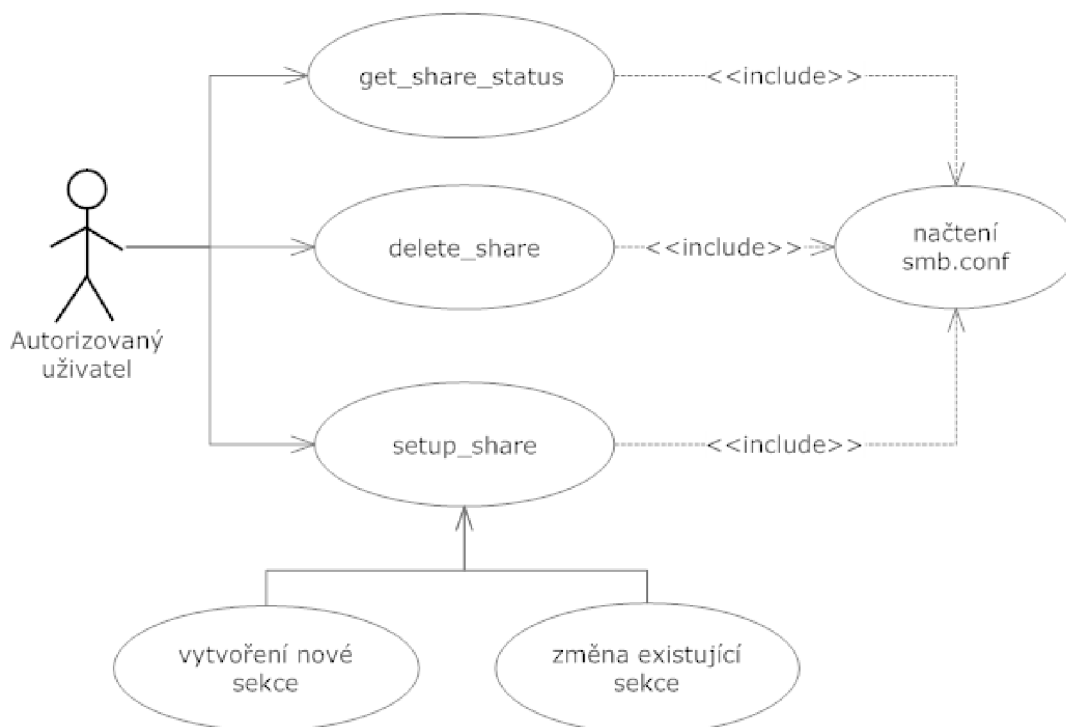 get_share_status
<<include>>
delete_share
<<include>>
načtení
smb.conf
Autorizovaný
uživatel
setup_share
<<include>>
vytvoření nové
sekce
změna existující
sekce